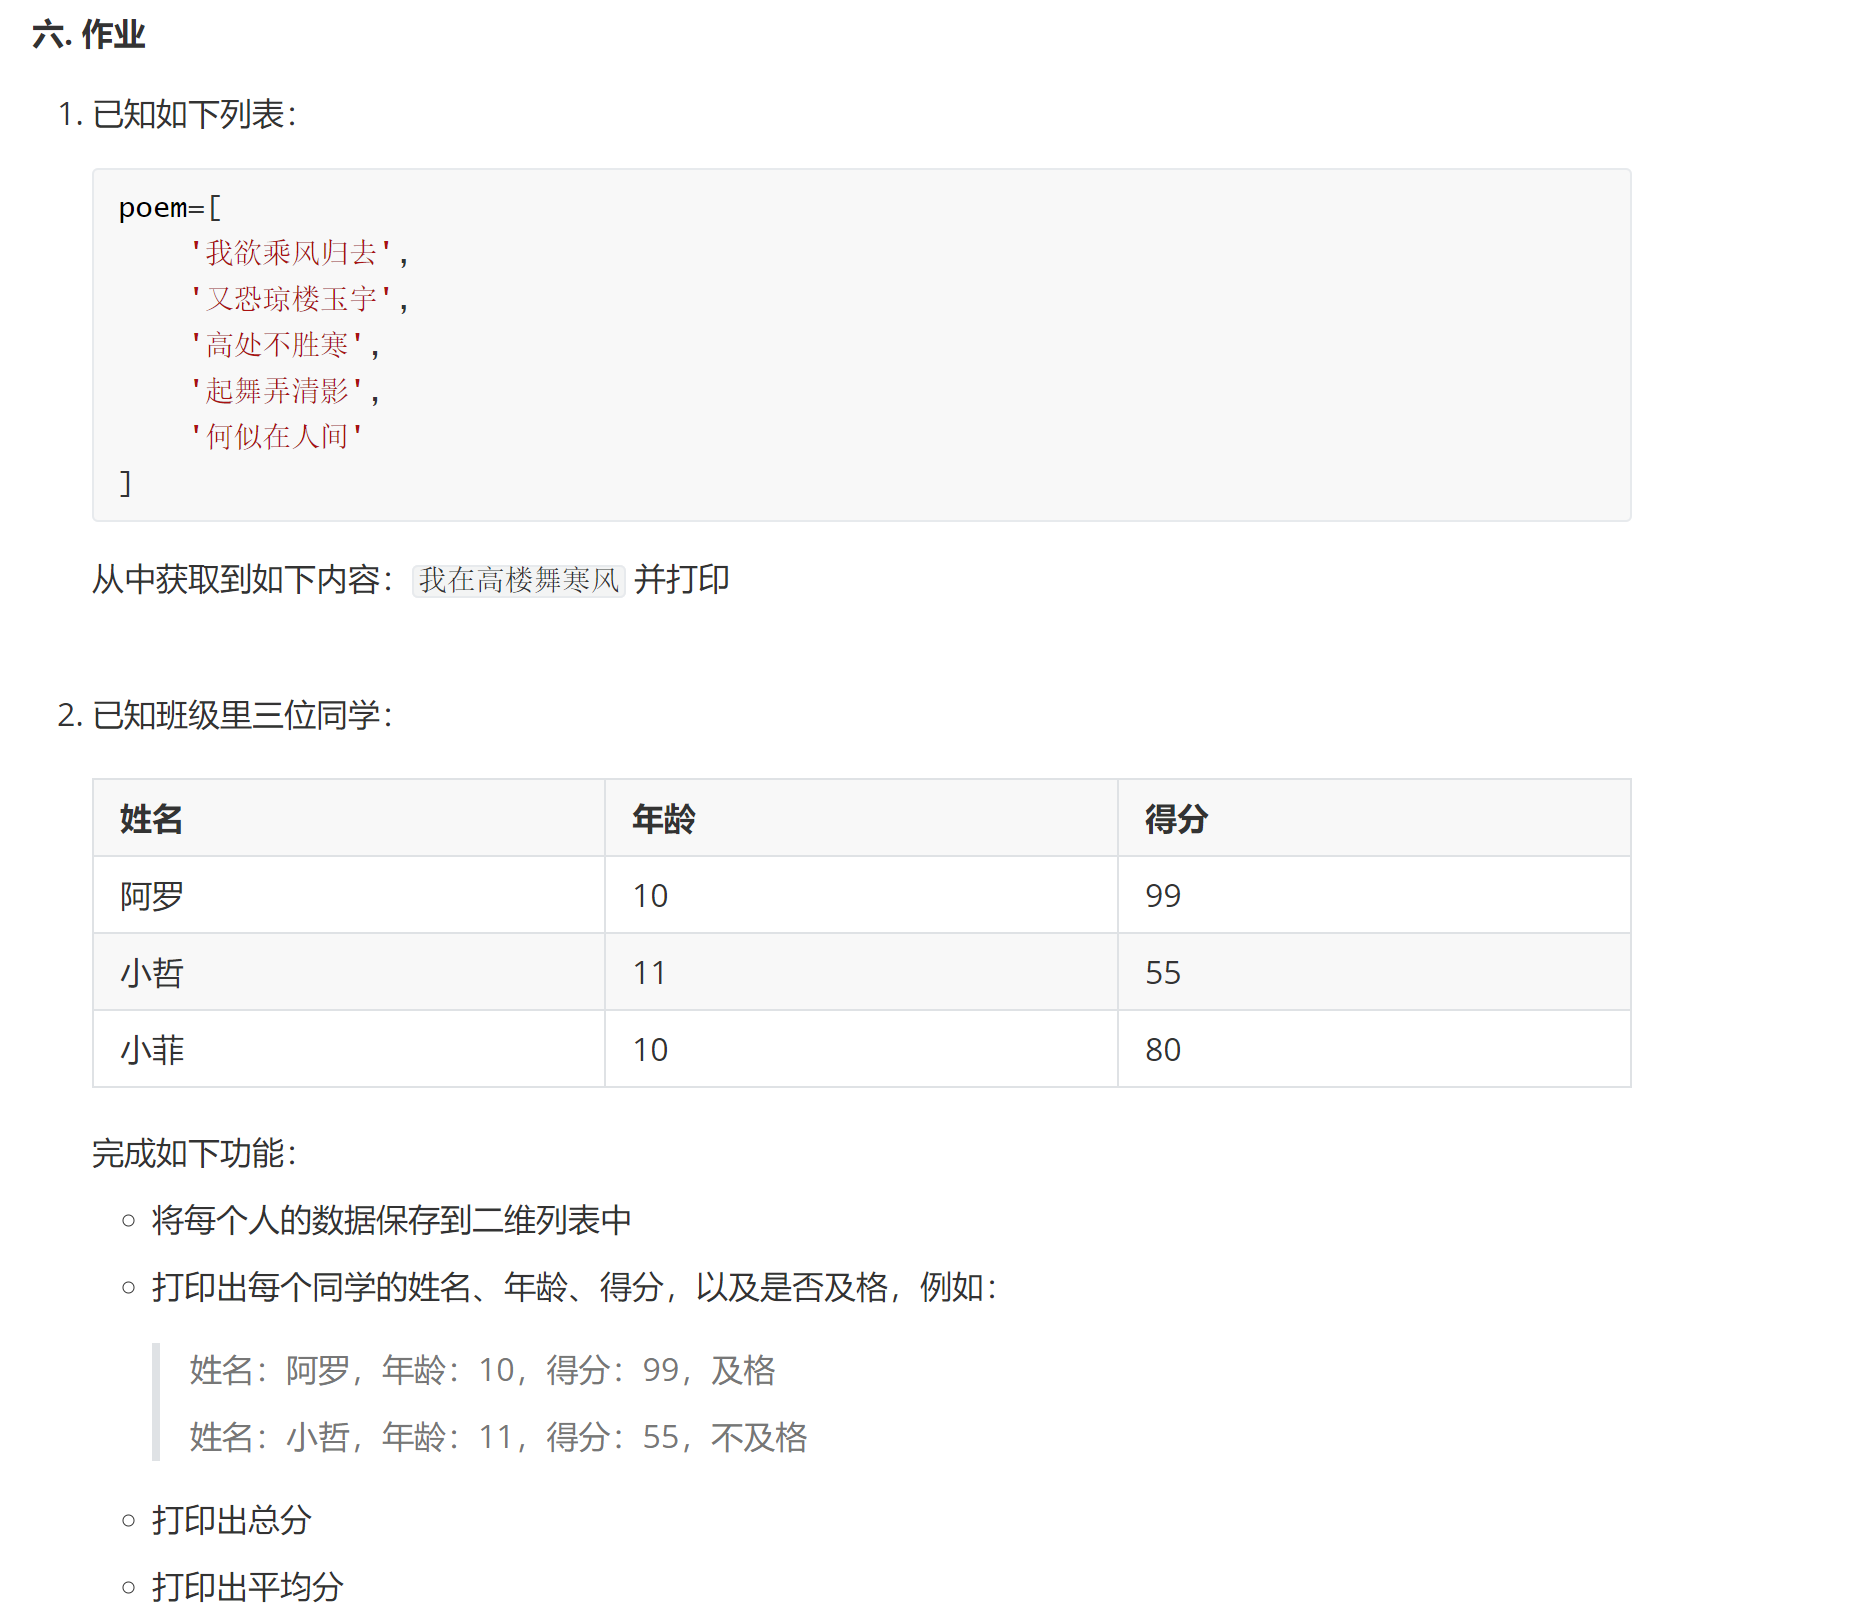 六. 作业
1. 已知如下列表：
poem=[
    '我欲乘风归去',
    '又恐琼楼玉宇',
    '高处不胜寒',
    '起舞弄清影',
    '何似在人间'
]
从中获取到如下内容：我在高楼舞寒风 并打印
2. 已知班级里三位同学：
姓名 年龄 得分
阿罗 10 99
小哲 11 55
小菲 10 80
完成如下功能：
将每个人的数据保存到二维列表中
打印出每个同学的姓名、年龄、得分，以及是否及格，例如：
姓名：阿罗，年龄：10，得分：99，及格
姓名：小哲，年龄：11，得分：55，不及格
打印出总分
打印出平均分